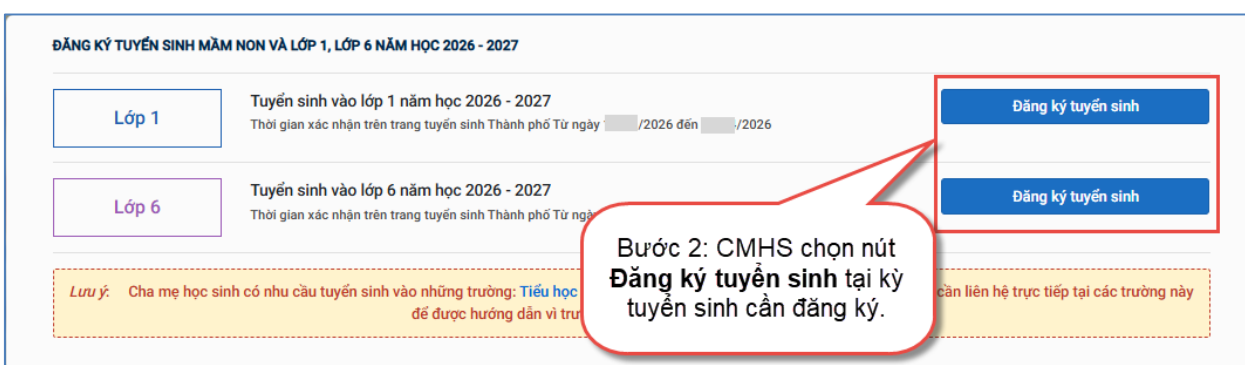 ĐĂNG KÝ TUYỂN SINH MẦM NON VÀ LỚP 1, LỚP 6 NĂM HỌC 2026 - 2027
Lớp 1
Tuyển sinh vào lớp 1 năm học 2026 - 2027
Thời gian xác nhận trên trang tuyển sinh Thành phố Từ ngày /2026 đến /2026
Đăng ký tuyển sinh
Lớp 6
Tuyển sinh vào lớp 6 năm học 2026 - 2027
Thời gian xác nhận trên trang tuyển sinh Thành phố Từ
Đăng ký tuyển sinh
Bước 2: CMHS chọn nút
Đăng ký tuyển sinh tại kỳ
tuyển sinh cần đăng ký.
Lưu ý: Cha mẹ học sinh có nhu cầu tuyển sinh vào những trường: Tiểu học cần liên hệ trực tiếp tại các trường này
để được hướng dẫn vì